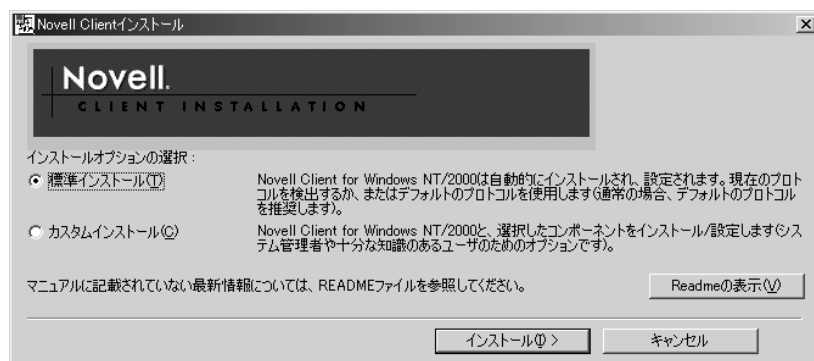 Novell Clientインストール
Novell.
CLIENT INSTALLATION
インストールオプションの選択:
標準インストール(T)
Novell Client for Windows NT/2000は自動的にインストールされ、設定されます。現在のプロト
コルを検出するか、またはデフォルトのプロトコルを使用します(通常の場合、デフォルトのプロトコル
を推奨します)。
カスタムインストール(C)
Novell Client for Windows NT/2000と、選択したコンポーネントをインストール/設定します(シス
テム管理者や十分な知識のあるユーザのためのオプションです)。
マニュアルに記載されていない最新情報については、READMEファイルを参照してください。
Readmeの表示(V)
インストール(I) >
キャンセル